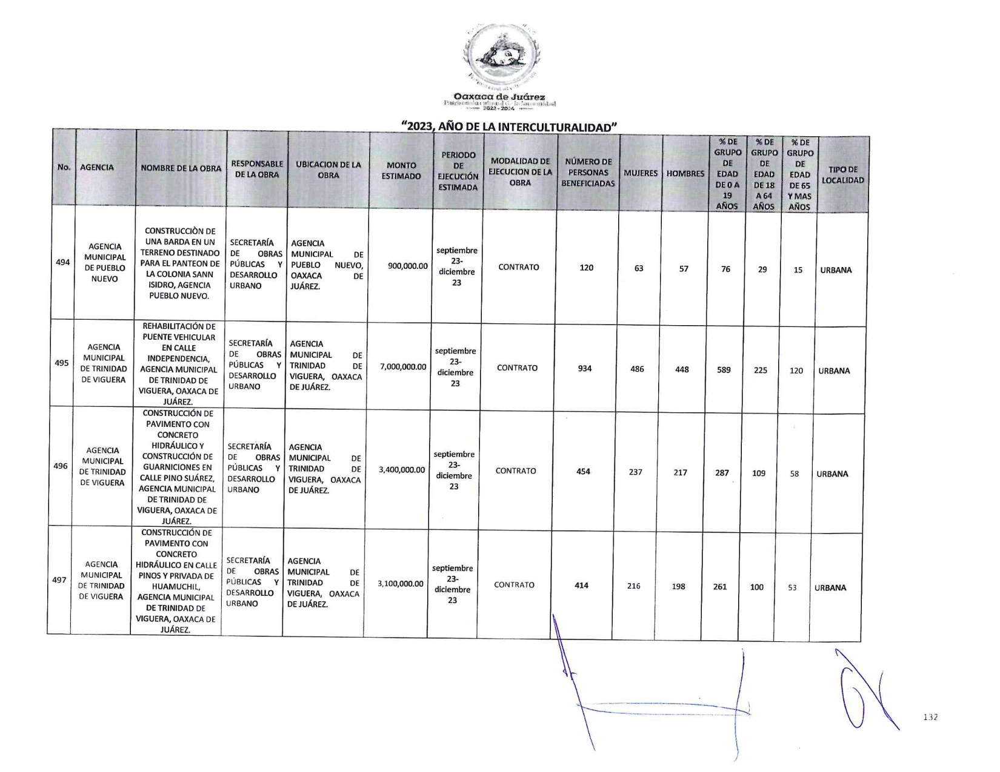 Oaxaca de Juárez
Patrimonio cultural de la humanidad
2022 - 2024
“2023, AÑO DE LA INTERCULTURALIDAD”
No.
AGENCIA
NOMBRE DE LA OBRA
RESPONSABLE
DE LA OBRA
UBICACION DE LA
OBRA
MONTO
ESTIMADO
PERIODO
DE
EJECUCIÓN
ESTIMADA
MODALIDAD DE
EJECUCION DE LA
OBRA
NÚMERO DE
PERSONAS
BENEFICIADAS
MUJERES
HOMBRES
% DE
GRUPO
DE
EDAD
DE 0 A
19
AÑOS
% DE
GRUPO
DE
EDAD
DE 18
A 64
AÑOS
% DE
GRUPO
DE
EDAD
DE 65
Y MAS
AÑOS
TIPO DE
LOCALIDAD
494
AGENCIA
MUNICIPAL
DE PUEBLO
NUEVO
CONSTRUCCIÒN DE
UNA BARDA EN UN
TERRENO DESTINADO
PARA EL PANTEON DE
LA COLONIA SANN
ISIDRO, AGENCIA
PUEBLO NUEVO.
SECRETARÍA
DE OBRAS
PÚBLICAS Y
DESARROLLO
URBANO
AGENCIA
MUNICIPAL DE
PUEBLO NUEVO,
OAXACA DE
JUÁREZ.
900,000.00
septiembre
23-
diciembre
23
CONTRATO
120
63
57
76
29
15
URBANA
495
AGENCIA
MUNICIPAL
DE TRINIDAD
DE VIGUERA
REHABILITACIÓN DE
PUENTE VEHICULAR
EN CALLE
INDEPENDENCIA,
AGENCIA MUNICIPAL
DE TRINIDAD DE
VIGUERA, OAXACA DE
JUÁREZ.
SECRETARÍA
DE OBRAS
PÚBLICAS Y
DESARROLLO
URBANO
AGENCIA
MUNICIPAL DE
TRINIDAD DE
VIGUERA, OAXACA
DE JUÁREZ.
7,000,000.00
septiembre
23-
diciembre
23
CONTRATO
934
486
448
589
225
120
URBANA
496
AGENCIA
MUNICIPAL
DE TRINIDAD
DE VIGUERA
CONSTRUCCIÓN DE
PAVIMENTO CON
CONCRETO
HIDRÁULICO Y
CONSTRUCCIÓN DE
GUARNICIONES EN
CALLE PINO SUÁREZ,
AGENCIA MUNICIPAL
DE TRINIDAD DE
VIGUERA, OAXACA DE
JUÁREZ.
SECRETARÍA
DE OBRAS
PÚBLICAS Y
DESARROLLO
URBANO
AGENCIA
MUNICIPAL DE
TRINIDAD DE
VIGUERA, OAXACA
DE JUÁREZ.
3,400,000.00
septiembre
23-
diciembre
23
CONTRATO
454
237
217
287
109
58
URBANA
497
AGENCIA
MUNICIPAL
DE TRINIDAD
DE VIGUERA
CONSTRUCCIÓN DE
PAVIMENTO CON
CONCRETO
HIDRÁULICO EN CALLE
PINOS Y PRIVADA DE
HUAMUCHIL,
AGENCIA MUNICIPAL
DE TRINIDAD DE
VIGUERA, OAXACA DE
JUÁREZ.
SECRETARÍA
DE OBRAS
PÚBLICAS Y
DESARROLLO
URBANO
AGENCIA
MUNICIPAL DE
TRINIDAD DE
VIGUERA, OAXACA
DE JUÁREZ.
3,100,000.00
septiembre
23-
diciembre
23
CONTRATO
414
216
198
261
100
53
URBANA
132